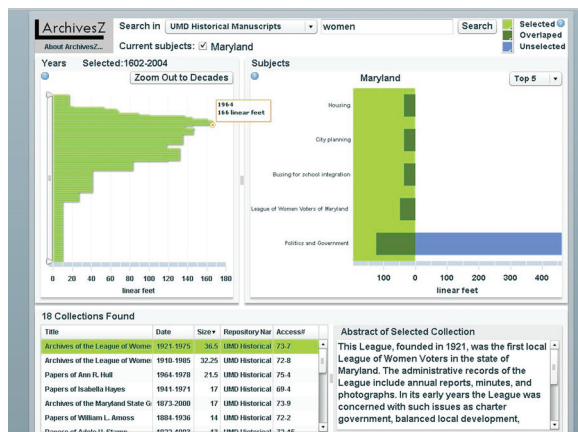 ArchivesZ
Search in UMD Historical Manuscripts women Search
Selected
Overlaped
Unselected
About ArchivesZ...
Current subjects: Maryland
Years Selected:1602-2004
Zoom Out to Decades
1964
166 linear feet
0 20 40 60 80 100 120 140 160 180
linear feet
Subjects
Maryland
Top 5
Housing
City planning
Busing for school integration
League of Women Voters of Maryland
Politics and Government
100 0 100 200 300 400
linear feet
18 Collections Found
Title Date Size Repository Nar Access#
Archives of the League of Women 1921-1975 36.5 UMD Historical 73-7
Archives of the League of Women 1910-1985 32.25 UMD Historical 72-8
Papers of Ann R. Hull 1964-1978 21.5 UMD Historical 75-4
Papers of Isabella Hayes 1941-1971 17 UMD Historical 69-4
Archives of the Maryland State G 1873-2000 17 UMD Historical 73-9
Papers of William L. Amoss 1884-1936 14 UMD Historical 72-2
Abstract of Selected Collection
This League, founded in 1921, was the first local
League of Women Voters in the state of
Maryland. The administrative records of the
League include annual reports, minutes, and
photographs. In its early years the League was
concerned with such issues as charter
government, balanced local development,